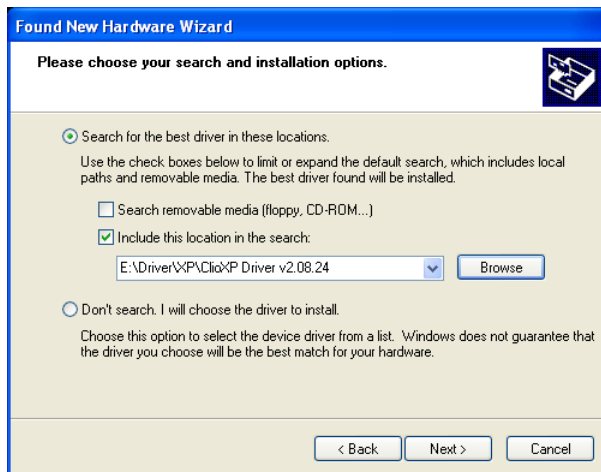 Found New Hardware Wizard
Please choose your search and installation options.
Search for the best driver in these locations.
Use the check boxes below to limit or expand the default search, which includes local
paths and removable media. The best driver found will be installed.
Search removable media (floppy, CD-ROM...)
Include this location in the search:
E:\Driver\XP\ClioXP Driver v2.08.24
Browse
Don't search. I will choose the driver to install.
Choose this option to select the device driver from a list. Windows does not guarantee that
the driver you choose will be the best match for your hardware.
< Back Next > Cancel